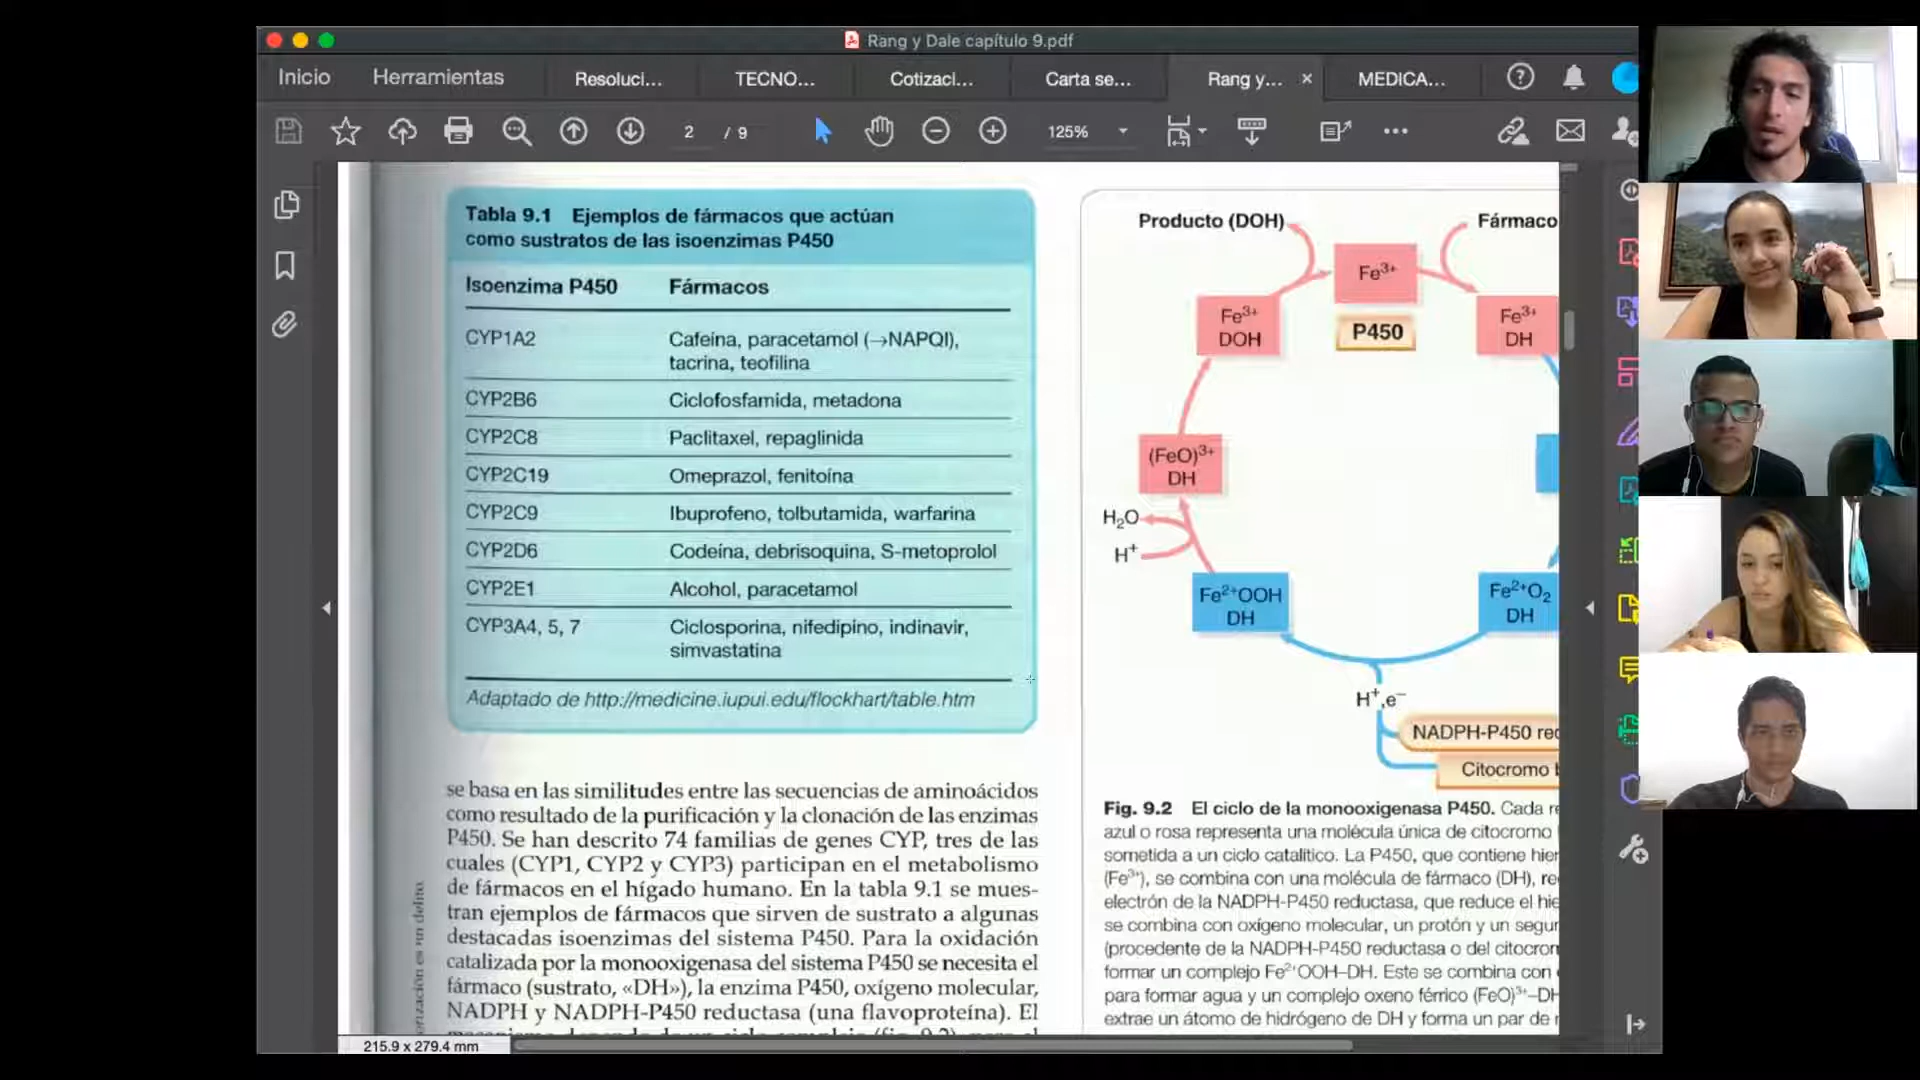 Rang y Dale capítulo 9.pdf
Inicio
Herramientas
Resoluci...
TECNO...
Cotizaci...
Carta se...
Rang y...
MEDICA...
2 / 9
125%
Tabla 9.1 Ejemplos de fármacos que actúan
como sustratos de las isoenzimas P450
Isoenzima P450 Fármacos
CYP1A2 Cafeína, paracetamol (→NAPQI),
tacrina, teofilina
CYP2B6 Ciclofosfamida, metadona
CYP2C8 Paclitaxel, repaglinida
CYP2C19 Omeprazol, fenitoína
CYP2C9 Ibuprofeno, tolbutamida, warfarina
CYP2D6 Codeína, debrisoquina, S-metoprolol
CYP2E1 Alcohol, paracetamol
CYP3A4, 5, 7 Ciclosporina, nifedipino, indinavir,
simvastatina
Adaptado de http://medicine.iupui.edu/flockhart/table.htm
se basa en las similitudes entre las secuencias de aminoácidos
como resultado de la purificación y la clonación de las enzimas
P450. Se han descrito 74 familias de genes CYP, tres de las
cuales (CYP1, CYP2 y CYP3) participan en el metabolismo
de fármacos en el hígado humano. En la tabla 9.1 se mues-
tran ejemplos de fármacos que sirven de sustrato a algunas
destacadas isoenzimas del sistema P450. Para la oxidación
catalizada por la monooxigenasa del sistema P450 se necesita el
fármaco (sustrato, «DH»), la enzima P450, oxígeno molecular,
NADPH y NADPH-P450 reductasa (una flavoproteína). El
es un delito.
Producto (DOH)
Fármaco
Fe³⁺
P450
Fe³⁺
DOH
Fe³⁺
DH
(FeO)³⁺
DH
H₂O
H⁺
Fe²⁺OOH
DH
Fe²⁺O₂
DH
H⁺,e⁻
NADPH-P450
Citocromo
Fig. 9.2 El ciclo de la monooxigenasa P450. Cada
azul o rosa representa una molécula única de citocromo
sometida a un ciclo catalítico. La P450, que contiene
(Fe³⁺), se combina con una molécula de fármaco (DH),
electrón de la NADPH-P450 reductasa, que reduce el
se combina con oxígeno molecular, un protón y un
(procedente de la NADPH-P450 reductasa o del
formar un complejo Fe²⁺OOH–DH. Este se combina con
para formar agua y un complejo oxeno férrico (FeO)³⁺–DH
extrae un átomo de hidrógeno de DH y forma un par de
215.9 x 279.4 mm